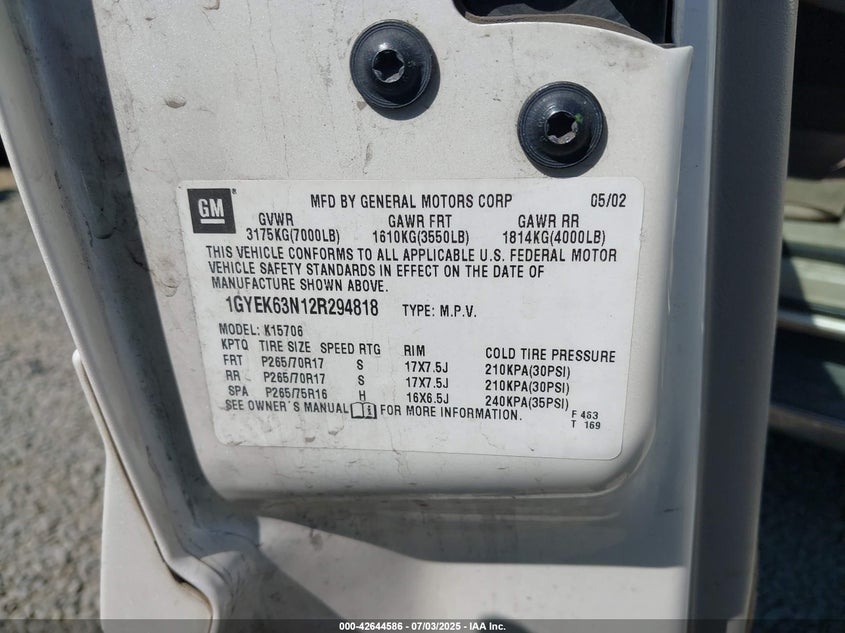 GM
MFD BY GENERAL MOTORS CORP 05/02
GVWR GAWR FRT GAWR RR
3175KG(7000LB) 1610KG(3550LB) 1814KG(4000LB)
THIS VEHICLE CONFORMS TO ALL APPLICABLE U.S. FEDERAL MOTOR
VEHICLE SAFETY STANDARDS IN EFFECT ON THE DATE OF
MANUFACTURE SHOWN ABOVE.
1GYEK63N12R294818 TYPE: M.P.V.
MODEL: K15706
KPTQ TIRE SIZE SPEED RTG RIM COLD TIRE PRESSURE
FRT P265/70R17 S 17X7.5J 210KPA(30PSI)
RR P265/70R17 S 17X7.5J 210KPA(30PSI)
SPA P265/75R16 H 16X6.5J 240KPA(35PSI)
SEE OWNER'S MANUAL FOR MORE INFORMATION.
F 463
T 169
000-42644586 - 07/03/2025 - IAA Inc.